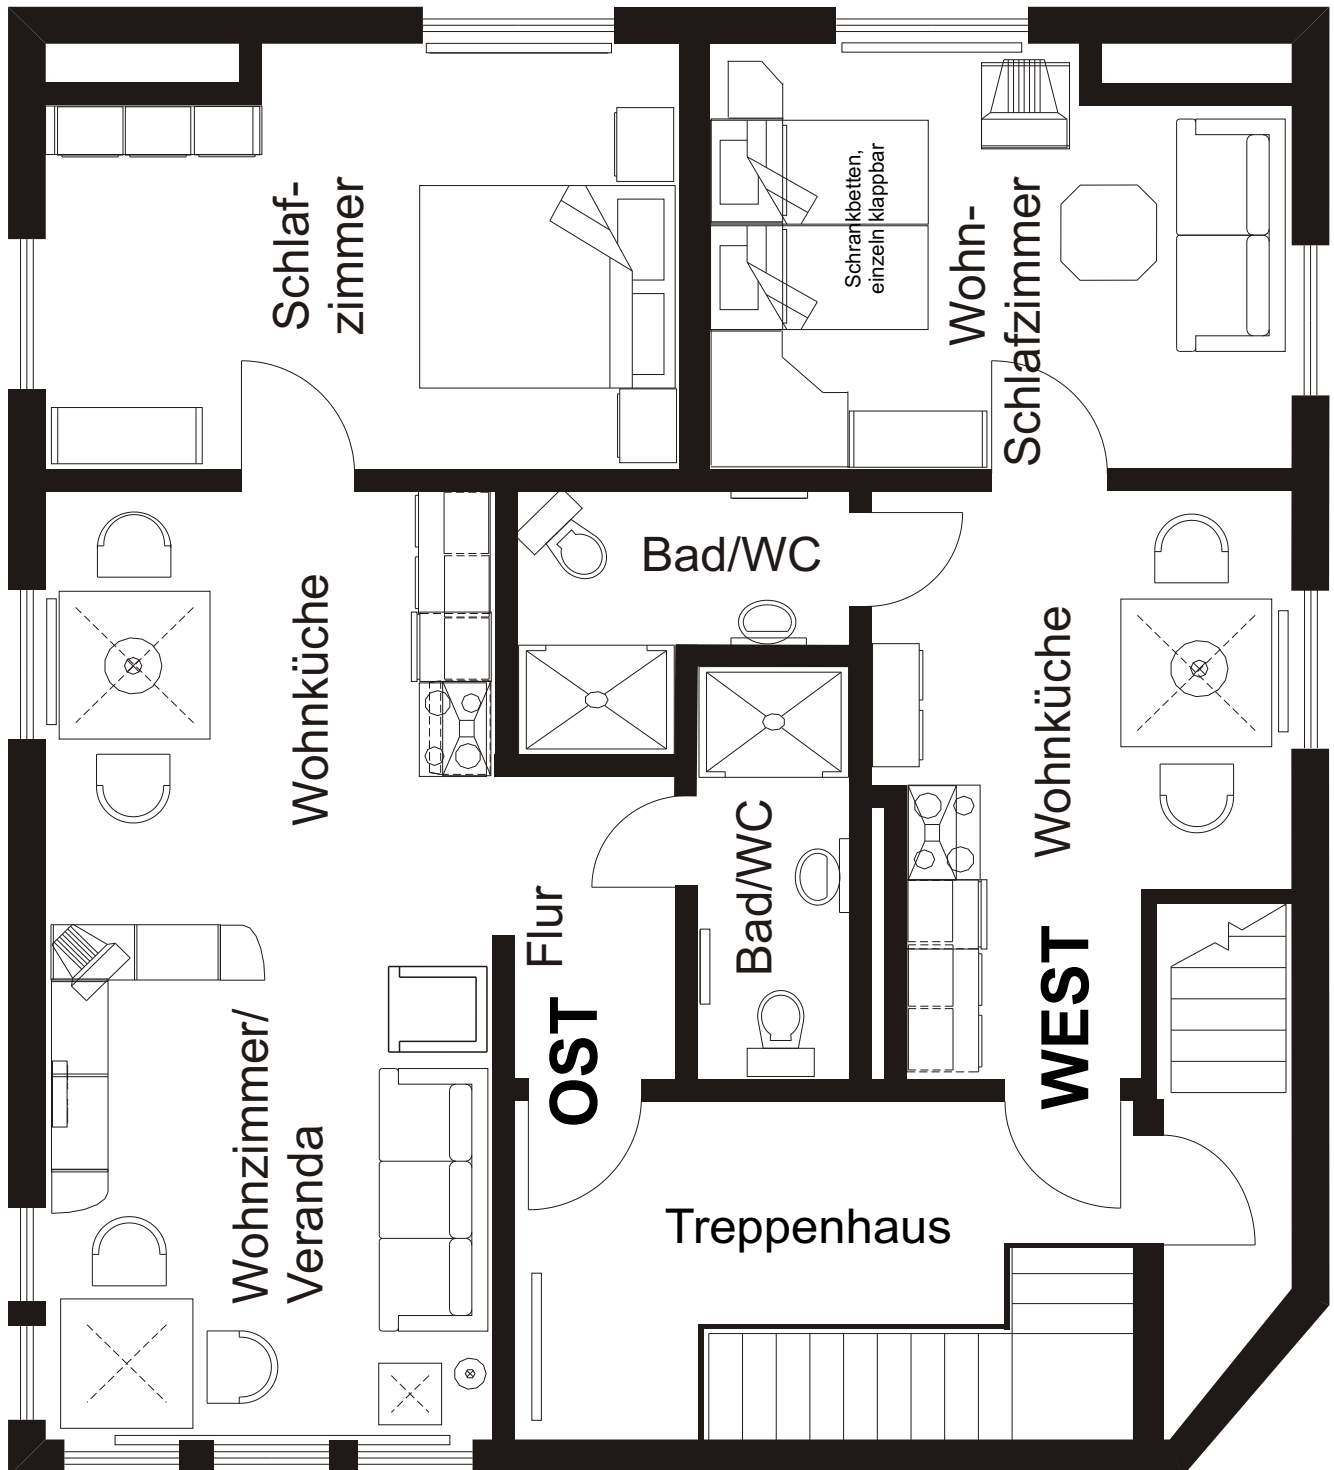 Schlaf-
zimmer
Schrankbetten,
einzeln klappbar
Wohn-
Schlafzimmer
Wohnküche
Bad/WC
Wohnküche
Bad/WC
Flur
OST
WEST
Wohnzimmer/
Veranda
Treppenhaus